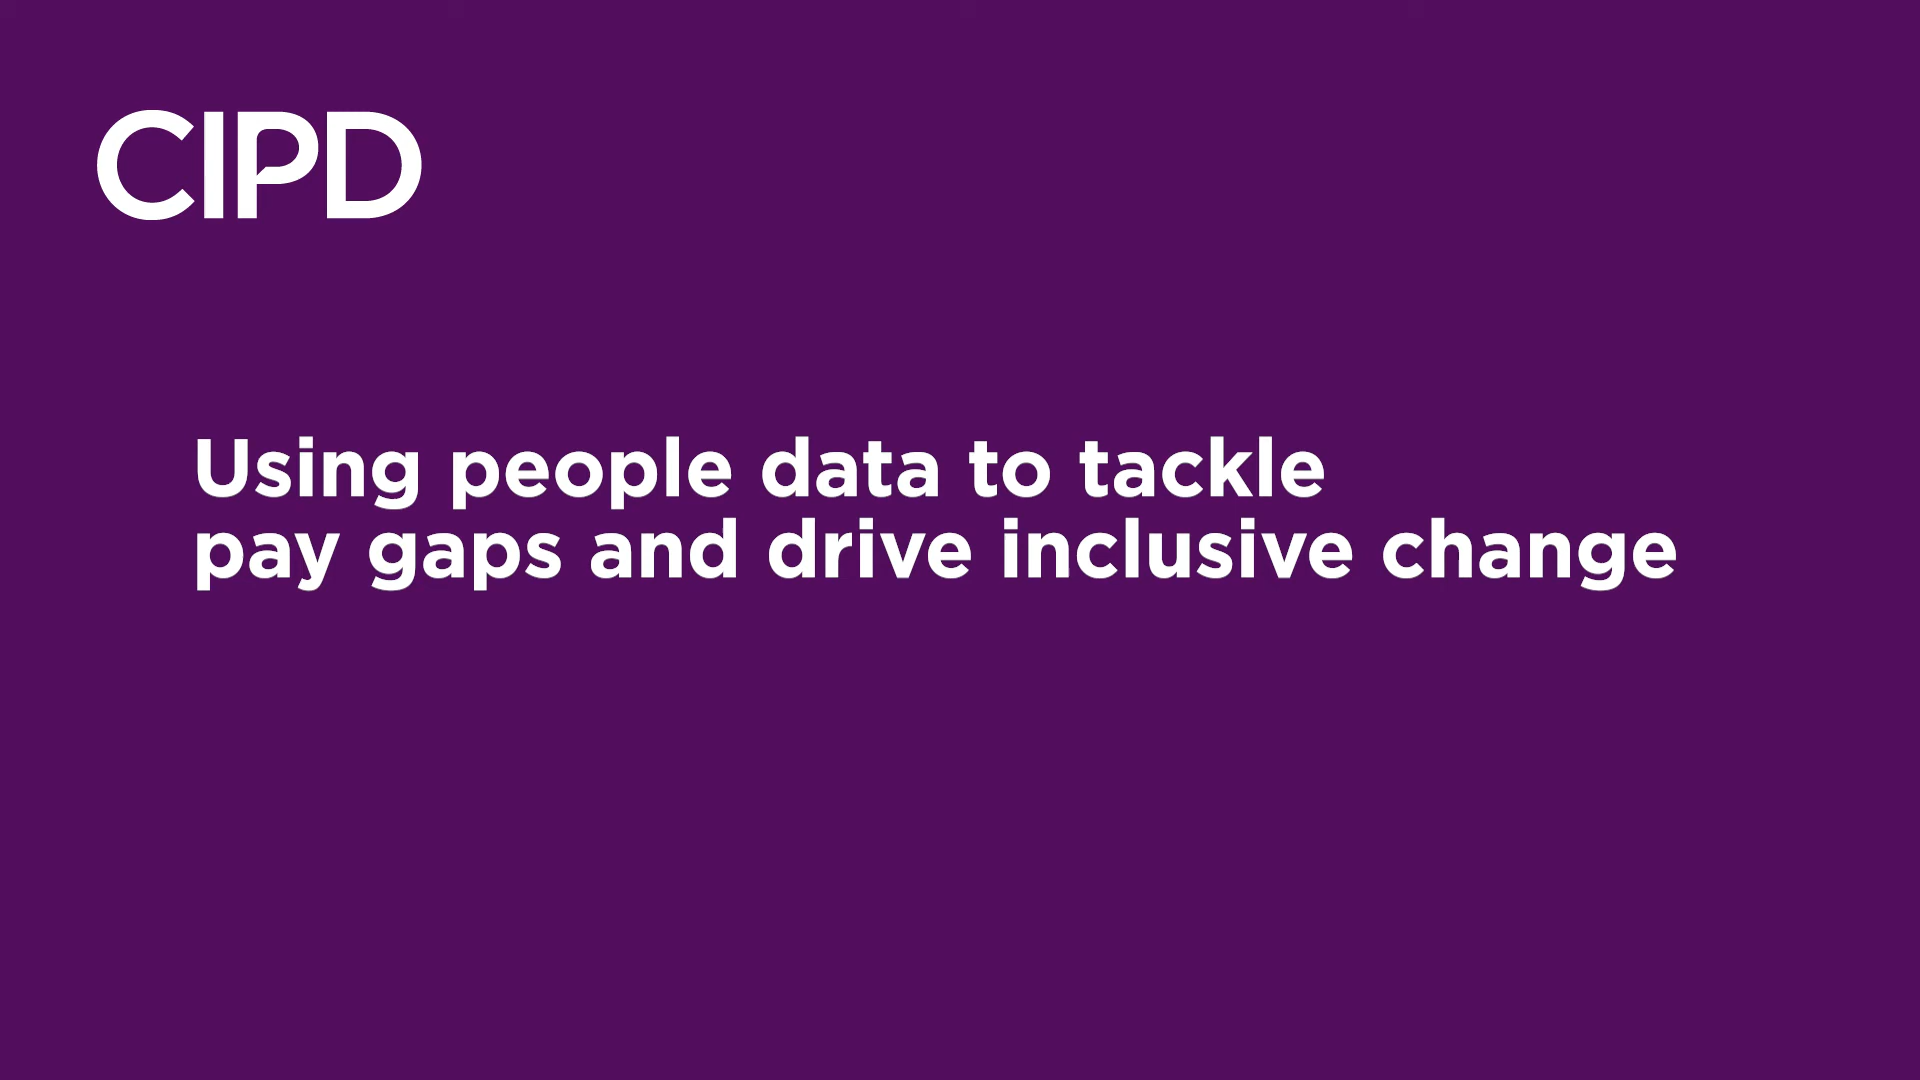 CIPD
Using people data to tackle
pay gaps and drive inclusive change